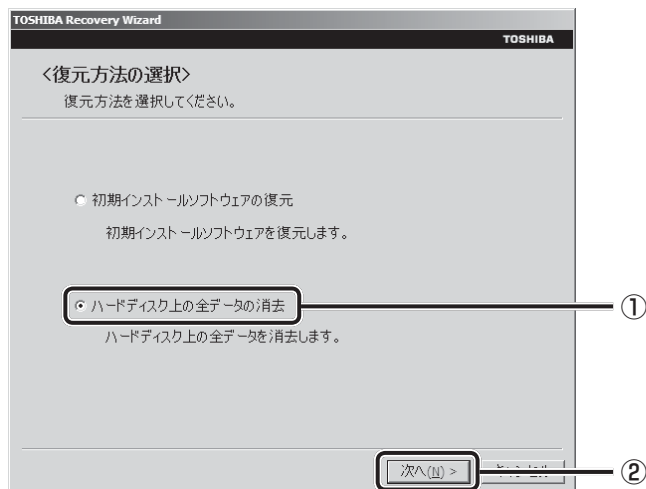 TOSHIBA Recovery Wizard
TOSHIBA
<復元方法の選択>
復元方法を選択してください。
初期インストールソフトウェアの復元
初期インストールソフトウェアを復元します。
ハードディスク上の全データの消去
①
ハードディスク上の全データを消去します。
次へ(N) >
②